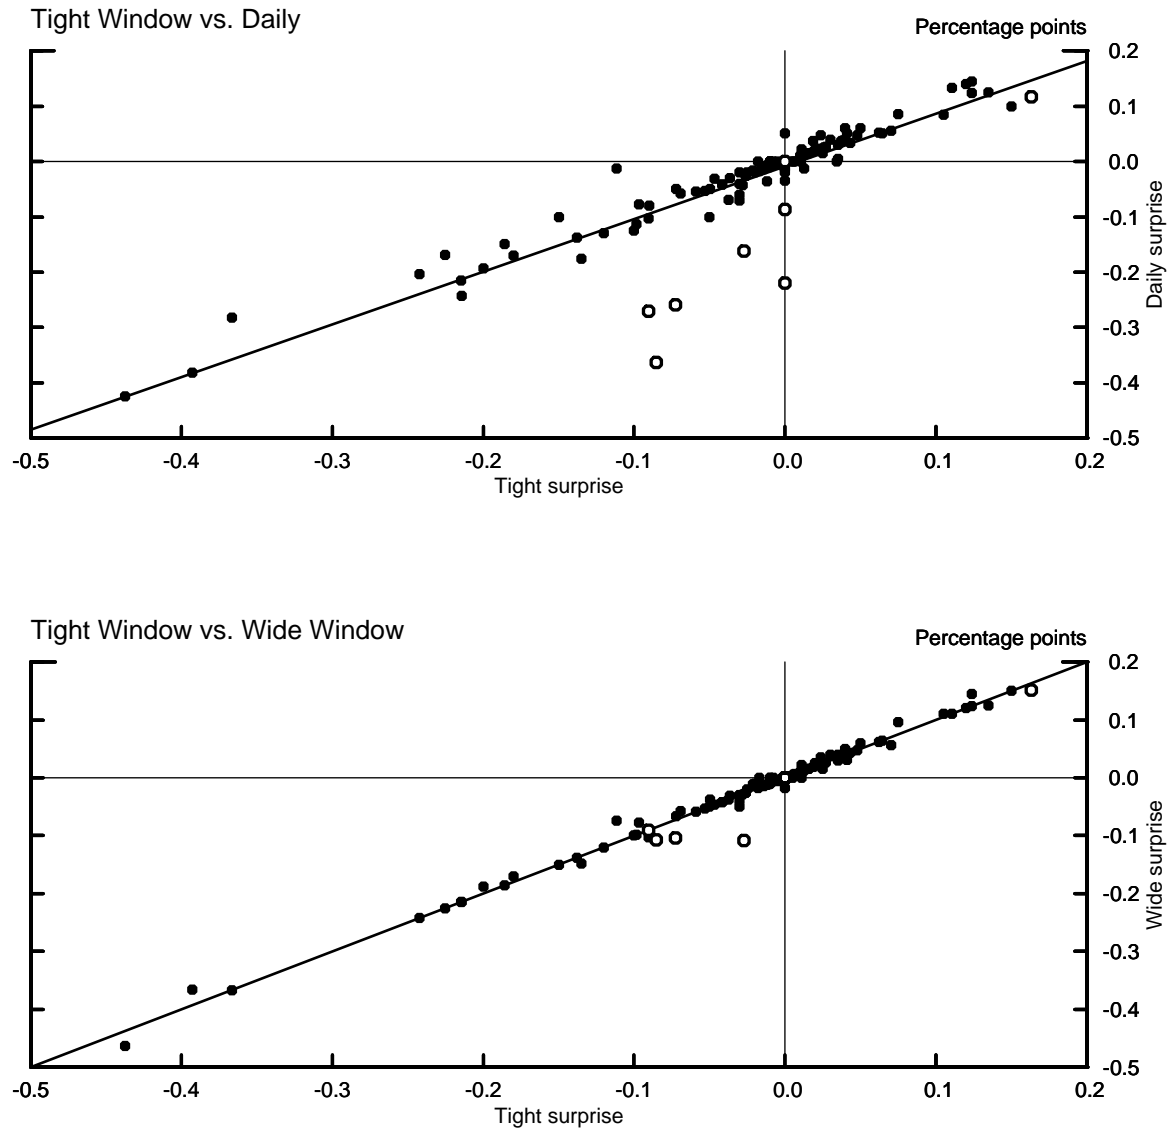 Tight Window vs. Daily
Percentage points
0.2
0.1
0.0
-0.1
-0.2
-0.3
-0.4
-0.5
Daily surprise
-0.5 -0.4 -0.3 -0.2 -0.1 0.0 0.1 0.2
Tight surprise
Tight Window vs. Wide Window
Percentage points
0.2
0.1
0.0
-0.1
-0.2
-0.3
-0.4
-0.5
Wide surprise
-0.5 -0.4 -0.3 -0.2 -0.1 0.0 0.1 0.2
Tight surprise